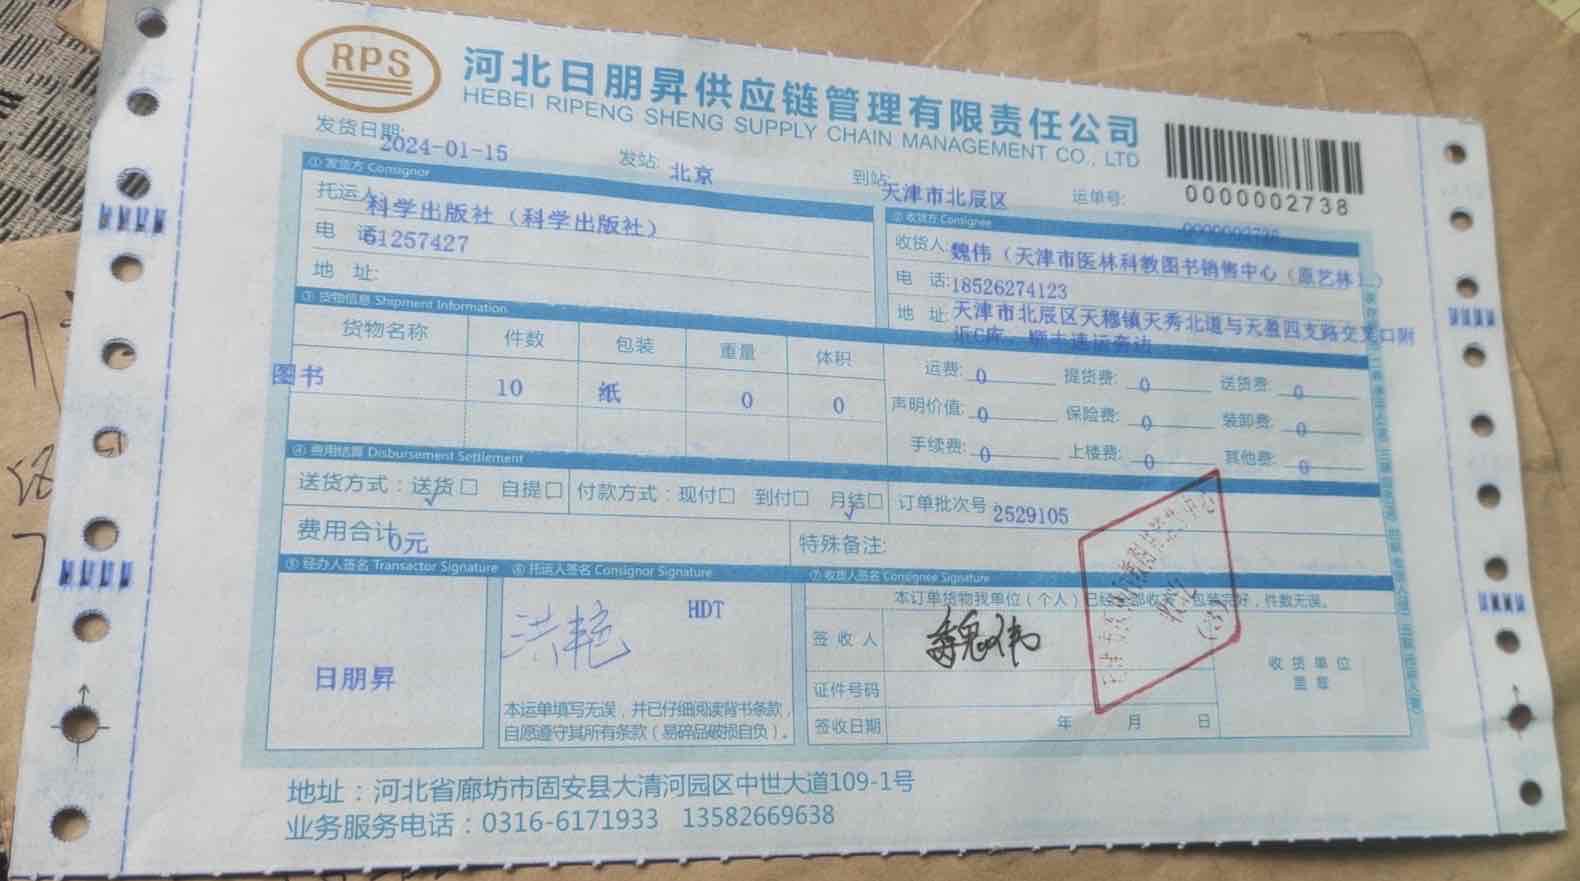 RPS
河北日朋昇供应链管理有限责任公司
HEBEI RIPENG SHENG SUPPLY CHAIN MANAGEMENT CO., LTD
0000002738
发货日期: 2024-01-15 发站: 北京 到站: 天津市北辰区 运单号: 0000002738
① 发货方 Consignor
托运人: 科学出版社（科学出版社）
电 话: 61257427
地 址:
② 收货方 Consignee
收货人: 魏伟（天津市医林科教图书销售中心（原艺林））
电 话: 18526274123
地 址: 天津市北辰区天穆镇天秀北道与天盈四支路交叉口附
近C库
③ 货物信息 Shipment Information
货物名称 件数 包装 重量 体积
图书 10 纸 0 0
运费: 0 提货费: 0 送货费: 0
声明价值: 0 保险费: 0 装卸费: 0
手续费: 0 上楼费: 0 其他费: 0
④ 费用结算 Disbursement Settlement
送货方式：送货☐ 自提☐ 付款方式：现付☐ 到付☐ 月结☐ 订单批次号 2529105
√ √
费用合计 0元 特殊备注:
⑤ 经办人签名 Transactor Signature
日朋昇
⑥ 托运人签名 Consignor Signature
HDT
洪艳
本运单填写无误，并已仔细阅读背书条款，
自愿遵守其所有条款（易碎品破损自负）。
⑦ 收货人签名 Consignee Signature
本订单货物我单位（个人）已经 部收 包装完好，件数无误。
签收人 魏伟
证件号码
签收日期 年 月 日
收货单位
盖章
地址：河北省廊坊市固安县大清河园区中世大道109-1号
业务服务电话：0316-6171933 13582669638